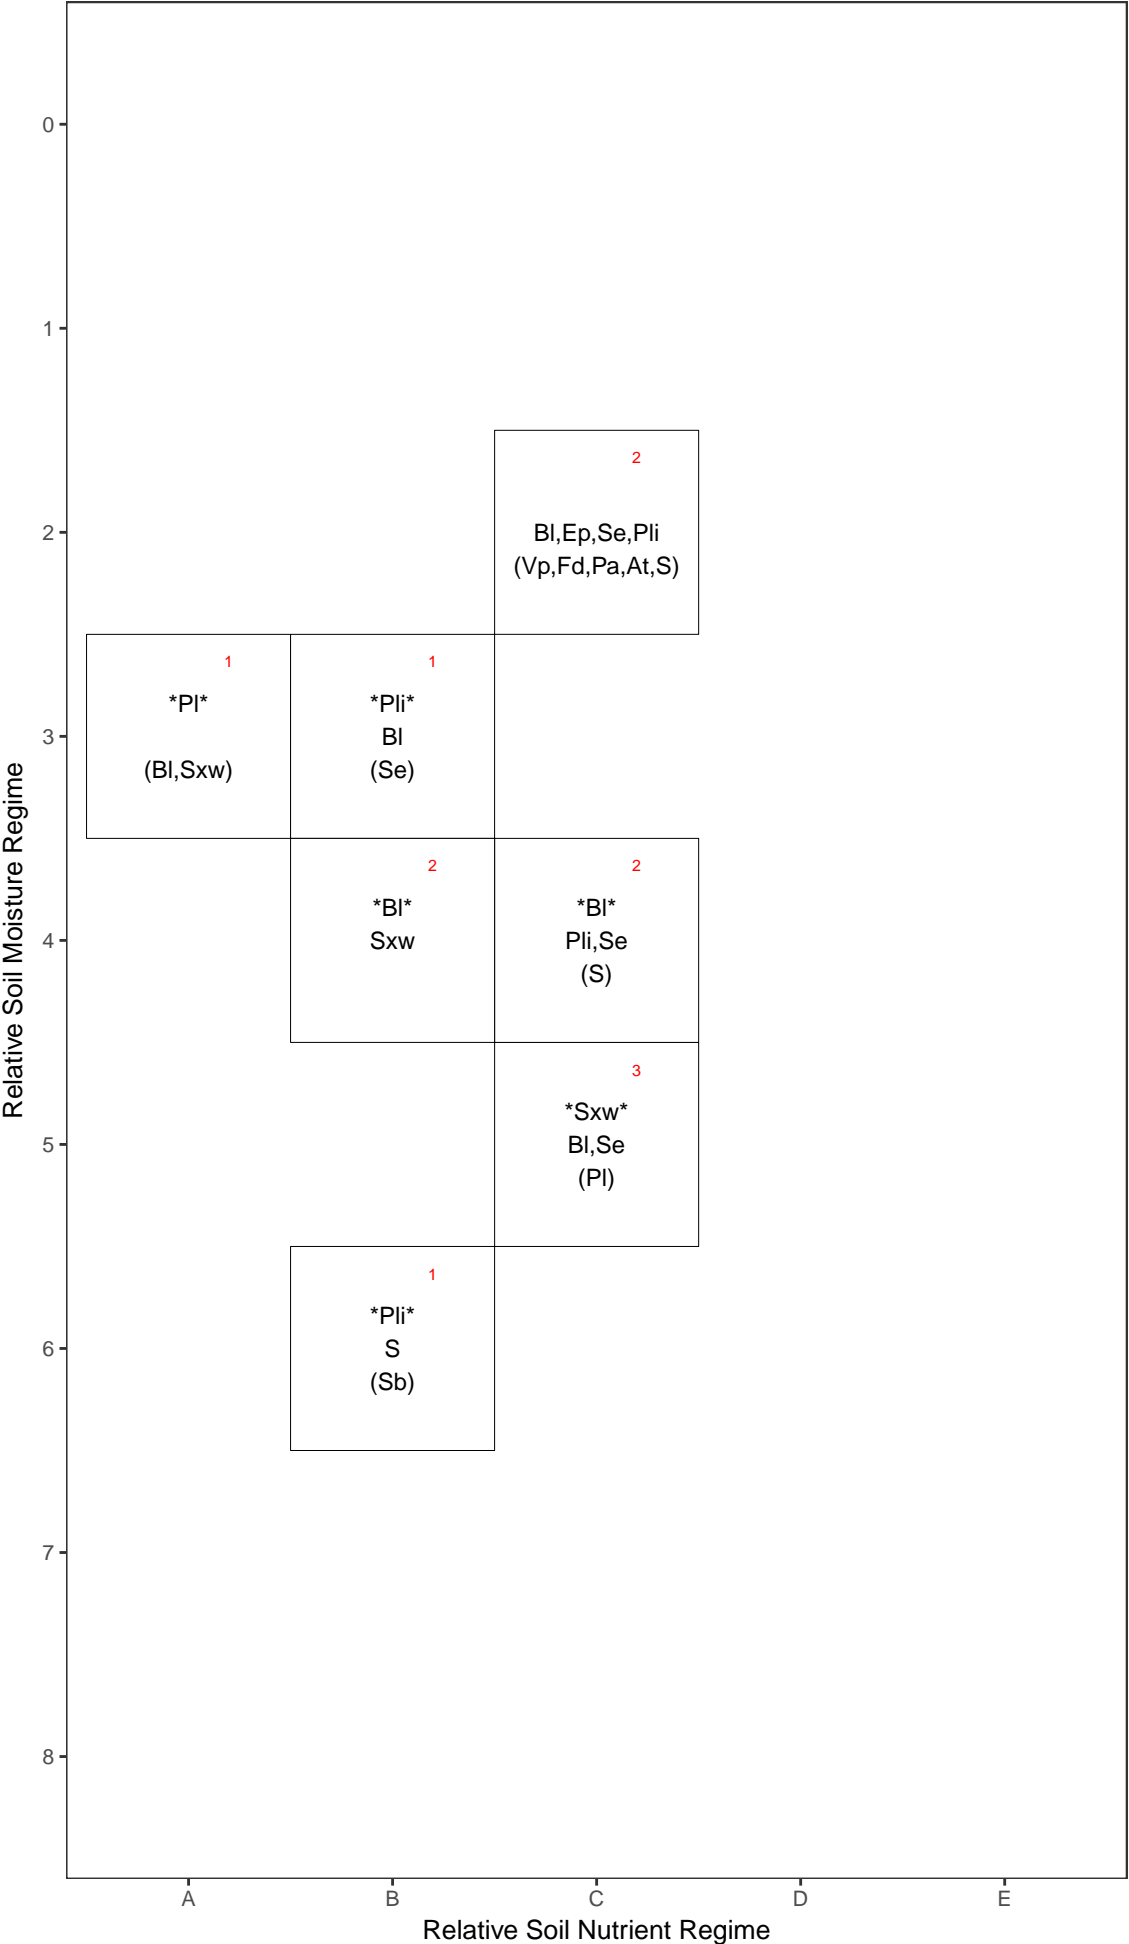 0
1
2
Bl,Ep,Se,Pli
(Vp,Fd,Pa,At,S)
2
1
*Pl*
(Bl,Sxw)
1
*Pli*
Bl
(Se)
3
2
*Bl*
Sxw
2
*Bl*
Pli,Se
(S)
4
3
*Sxw*
Bl,Se
(Pl)
5
1
*Pli*
S
(Sb)
6
7
8
A B C D E
Relative Soil Nutrient Regime
Relative Soil Moisture Regime